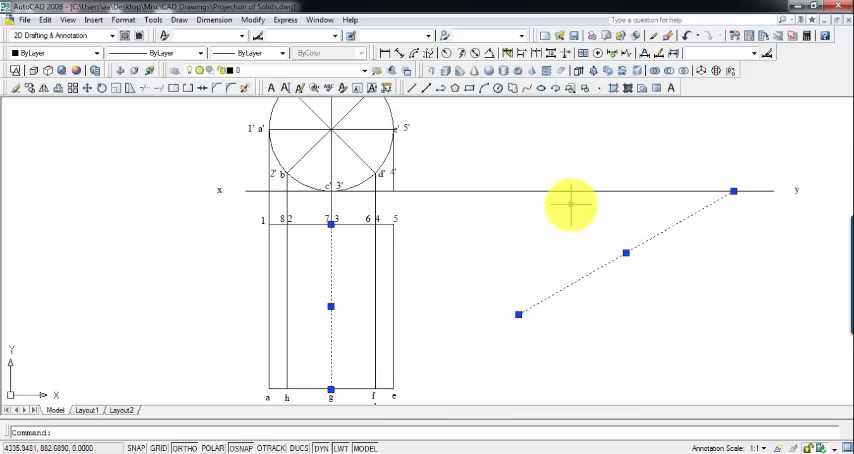 AutoCAD 2008 - [C:\Users\aa\Desktop\Misc\CAD Drawings\Projection of Solids.dwg]
File Edit View Insert Format Tools Draw Dimension Modify Express Window Help
Type a question for help
2D Drafting & Annotation
ByLayer
ByLayer
ByLayer
ByColor
0
1' a' e' 5'
2' b' d' 4'
c' 3'
x y
1 8 2 7 3 6 4 5
a h g f e
Y
X
Model Layout1 Layout2
Command:
4335.9481, 882.6890, 0.0000 SNAP GRID ORTHO POLAR OSNAP OTRACK DUCS DYN LWT MODEL Annotation Scale: 1:1